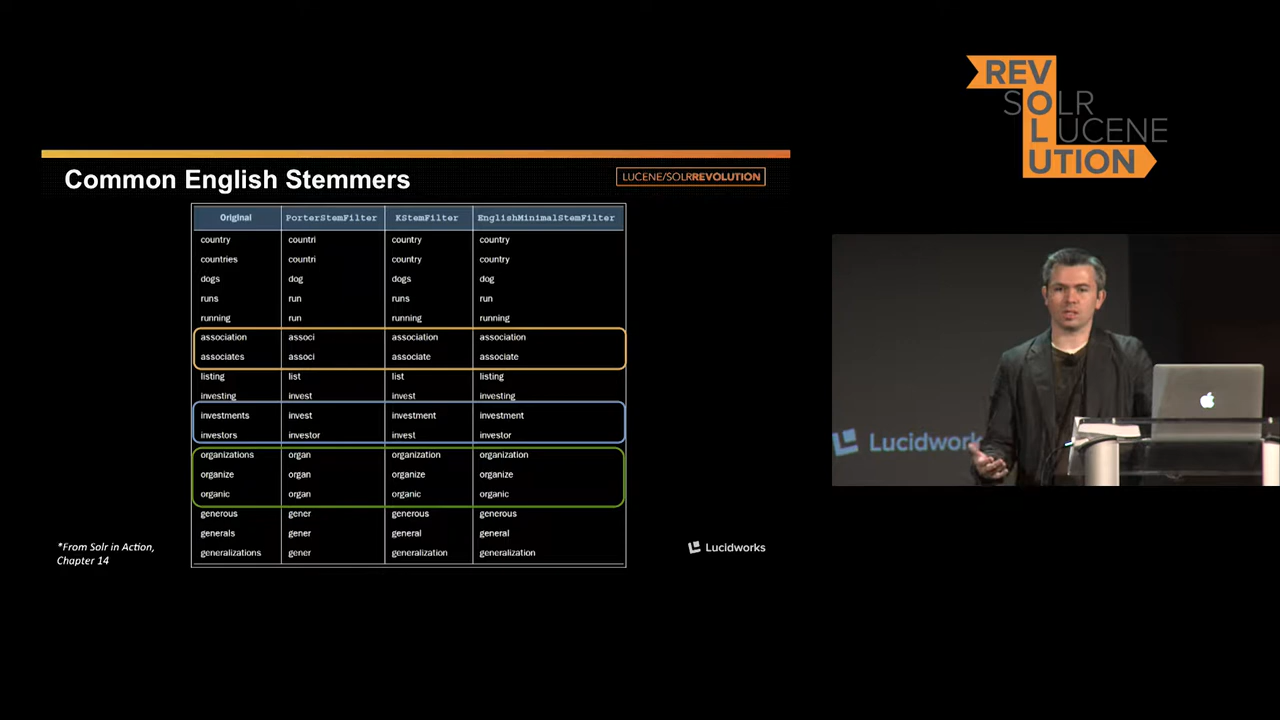 Common English Stemmers
LUCENE/SOLRREVOLUTION
Original PorterStemFilter KStemFilter EnglishMinimalStemFilter
country countri country country
countries countri country country
dogs dog dogs dog
runs run runs run
running run running running
association associ association association
associates associ associate associate
listing list list listing
investing invest invest investing
investments invest investment investment
investors investor invest investor
organizations organ organization organization
organize organ organize organize
organic organ organic organic
generous gener generous generous
generals gener general general
generalizations gener generalization generalization
*From Solr in Action,
Chapter 14
Lucidworks
REV
SOLR
LUCENE
UTION
Lucidwork